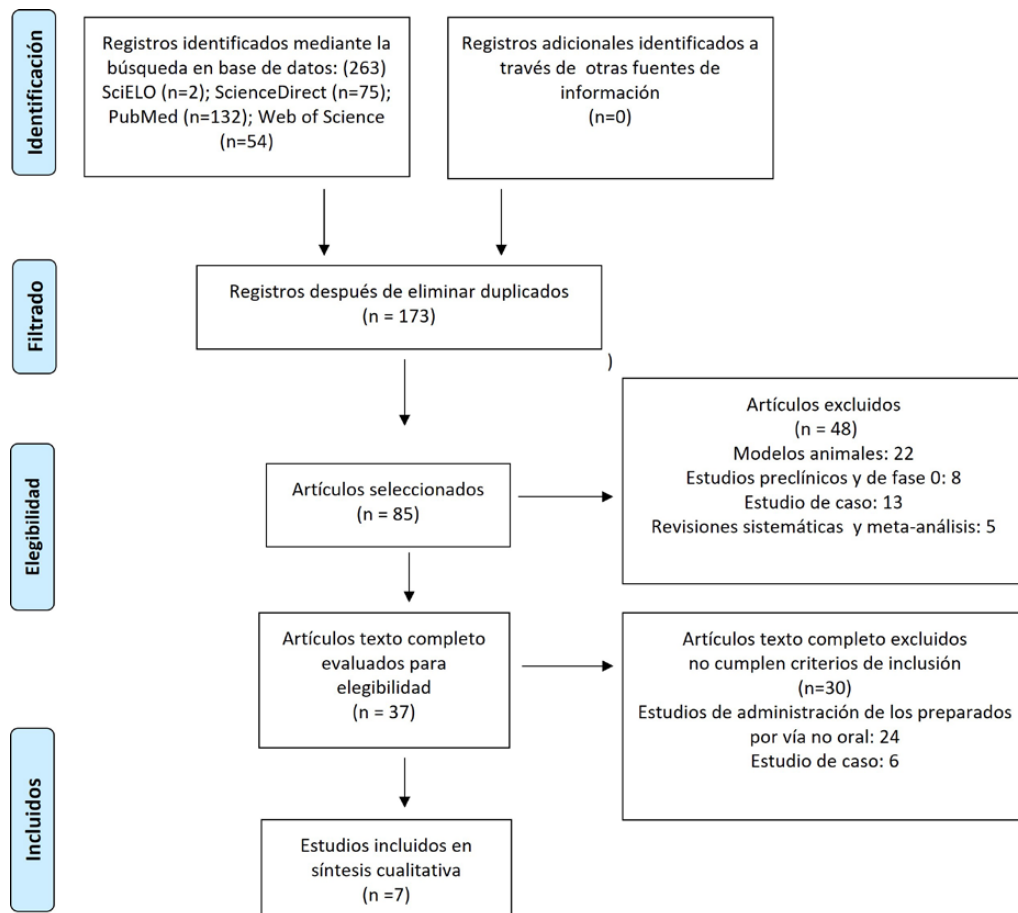 Identificación
Registros identificados mediante la
búsqueda en base de datos: (263)
SciELO (n=2); ScienceDirect (n=75);
PubMed (n=132); Web of Science
(n=54)
Registros adicionales identificados a
través de otras fuentes de
información
(n=0)
Filtrado
Registros después de eliminar duplicados
(n = 173)
)
Elegibilidad
Artículos seleccionados
(n = 85)
Artículos excluidos
(n = 48)
Modelos animales: 22
Estudios preclínicos y de fase 0: 8
Estudio de caso: 13
Revisiones sistemáticas y meta-análisis: 5
Artículos texto completo
evaluados para
elegibilidad
(n = 37)
Artículos texto completo excluidos
no cumplen criterios de inclusión
(n=30)
Estudios de administración de los preparados
por vía no oral: 24
Estudio de caso: 6
Incluidos
Estudios incluidos en
síntesis cualitativa
(n =7)